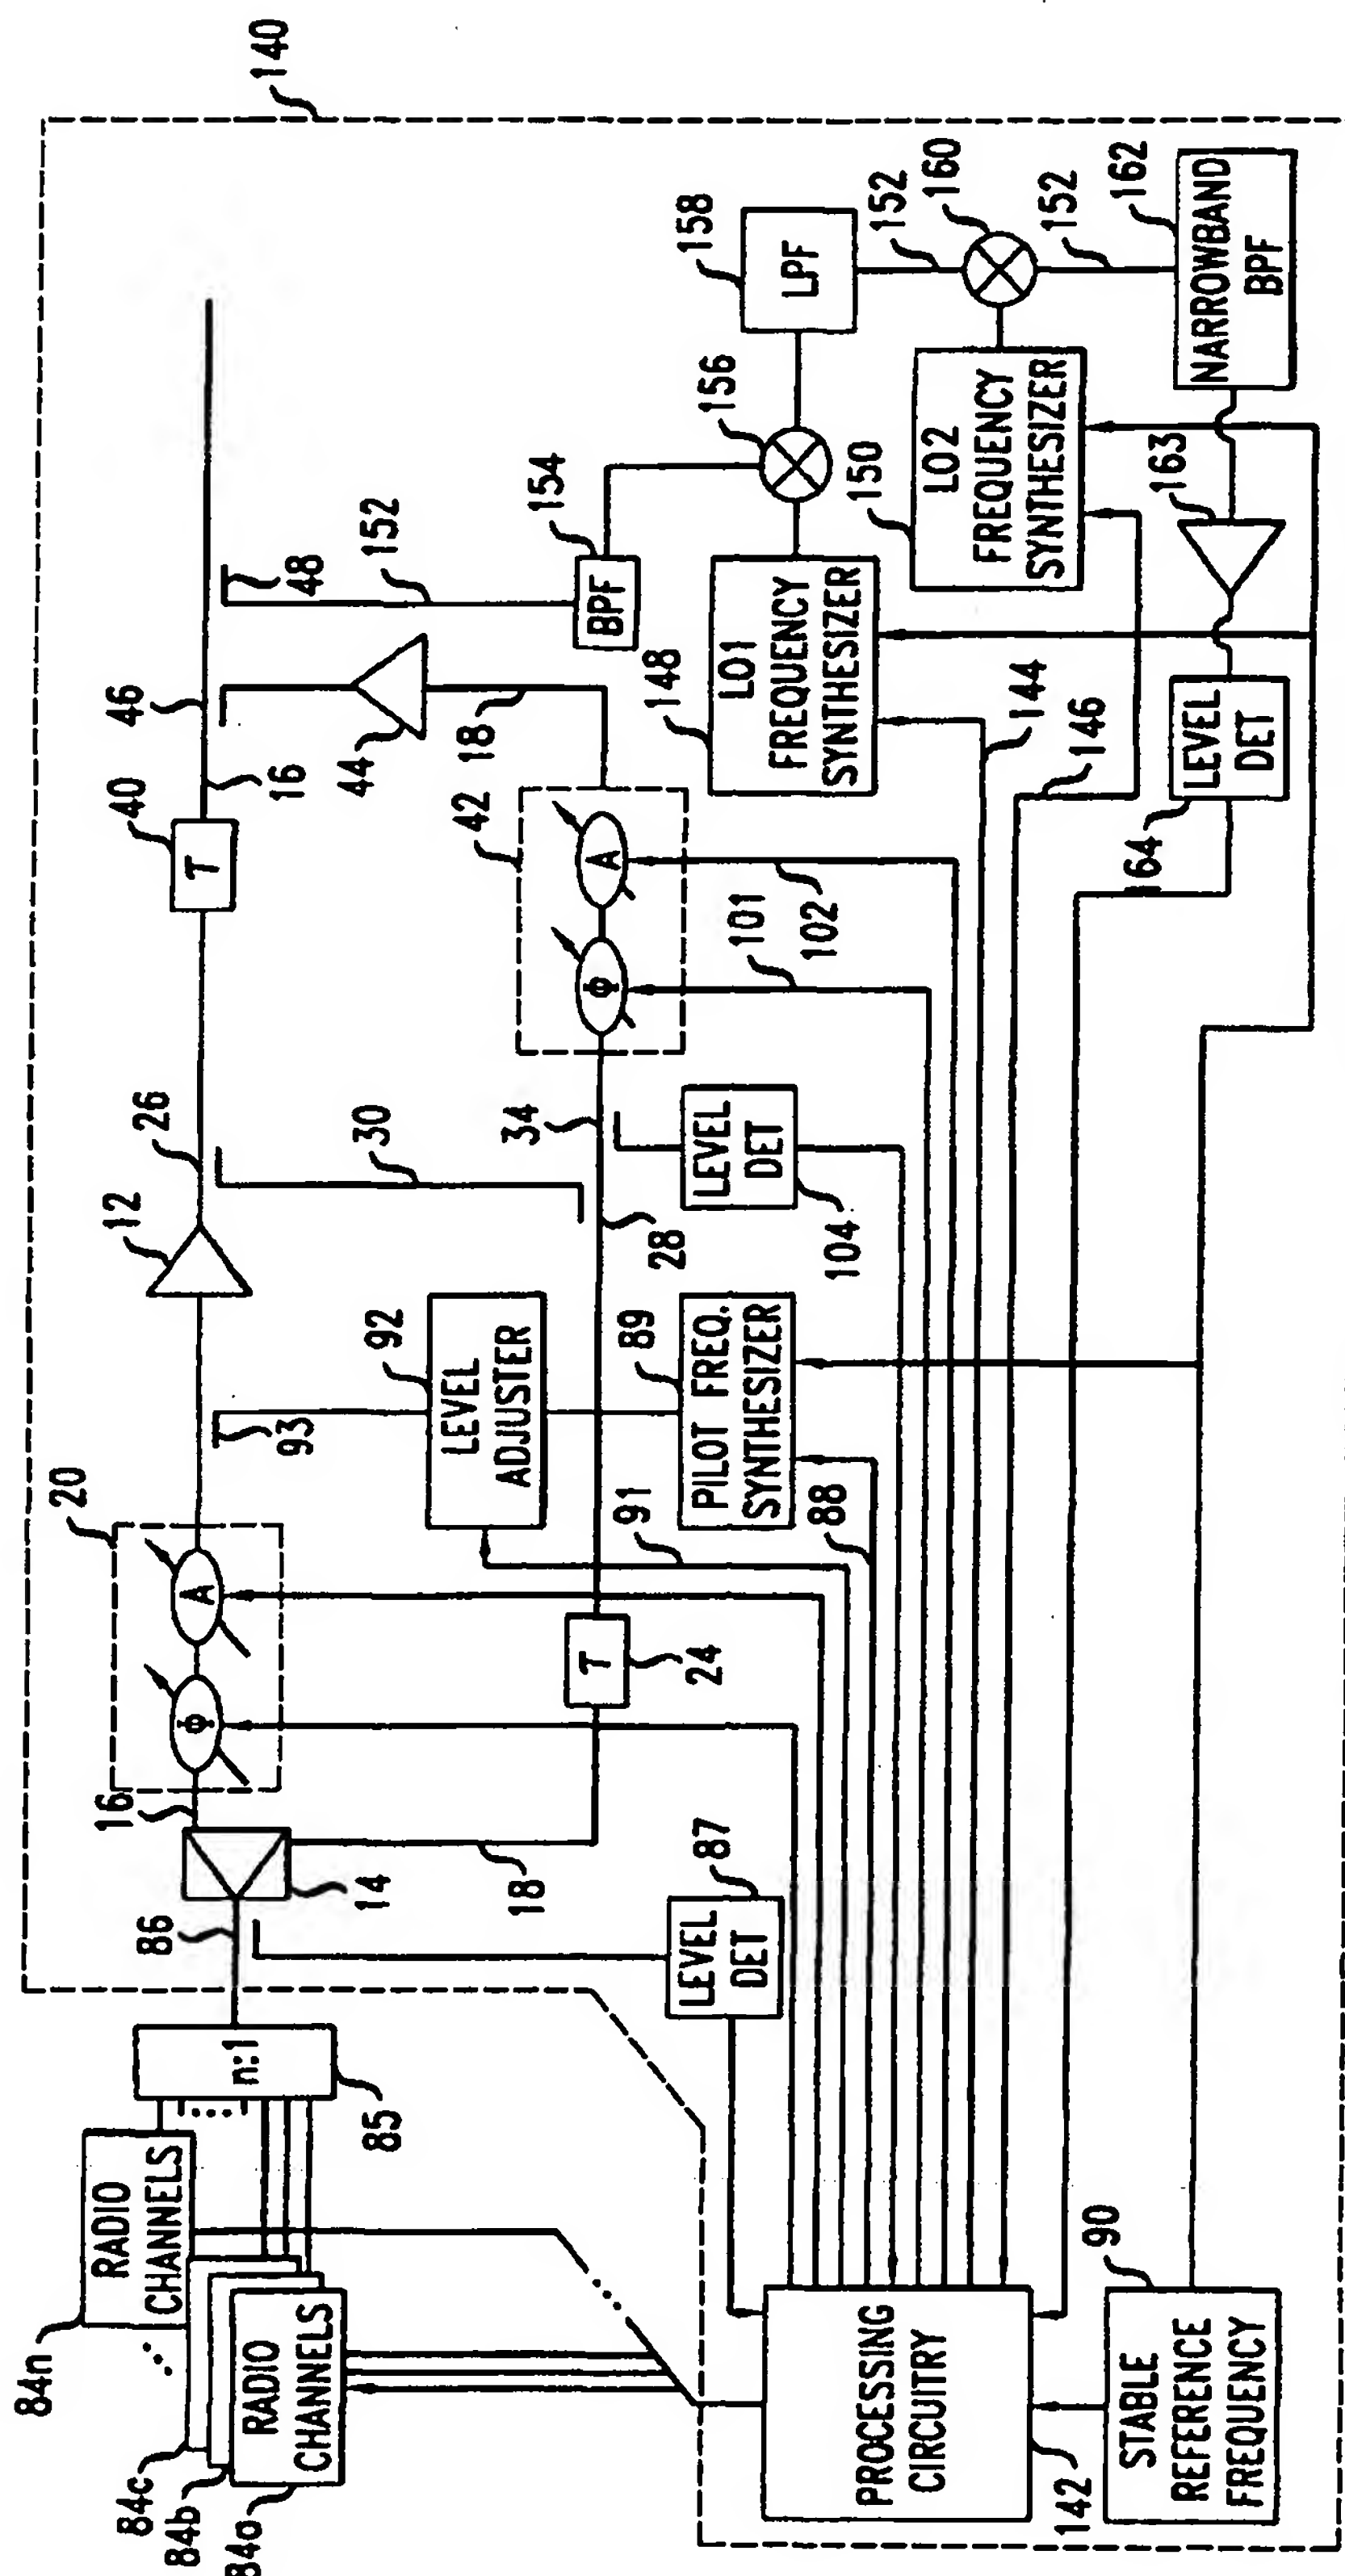 140
84n
RADIO
CHANNELS
84c
84b
84a
RADIO
CHANNELS
n:1
85
86
14
16
18
20
Φ
A
93
12
26
30
40
T
16
46
48
152
44
18
154
BPF
42
Φ
A
101
102
34
28
LEVEL
DET
104
92
LEVEL
ADJUSTER
89
PILOT FREQ.
SYNTHESIZER
91
88
T
24
87
LEVEL
DET
156
158
LPF
152
160
152
162
NARROWBAND
BPF
148
LO1
FREQUENCY
SYNTHESIZER
150
LO2
FREQUENCY
SYNTHESIZER
163
144
146
LEVEL
DET
164
PROCESSING
CIRCUITRY
142
90
STABLE
REFERENCE
FREQUENCY